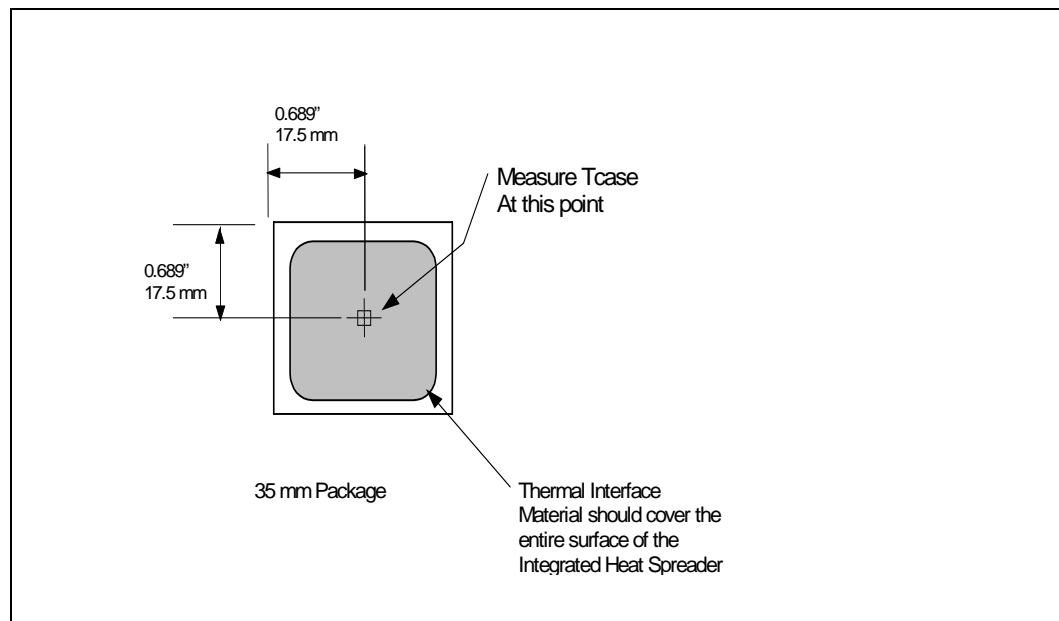 0.689”
17.5 mm
Measure Tcase
At this point
0.689”
17.5 mm
35 mm Package
Thermal Interface
Material should cover the
entire surface of the
Integrated Heat Spreader